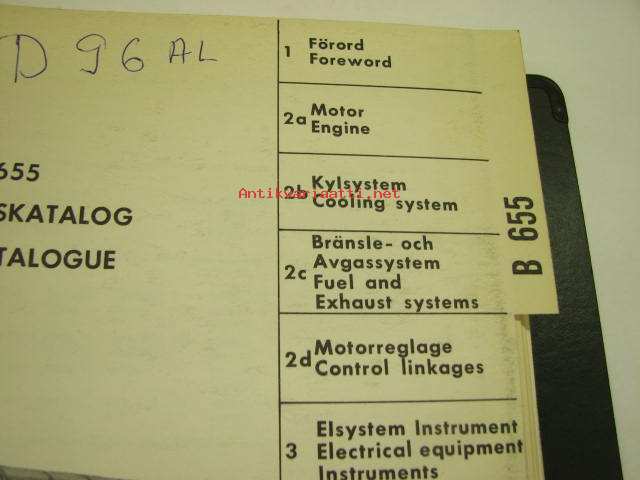 D 96 AL
655
SKATALOG
TALOGUE
1 Förord
Foreword
2a Motor
Engine
2b Kylsystem
Cooling system
2c Bränsle- och
Avgassystem
Fuel and
Exhaust systems
2d Motorreglage
Control linkages
3 Elsystem Instrument
Electrical equipment
Instruments
B 655
Antikvariaatti.net